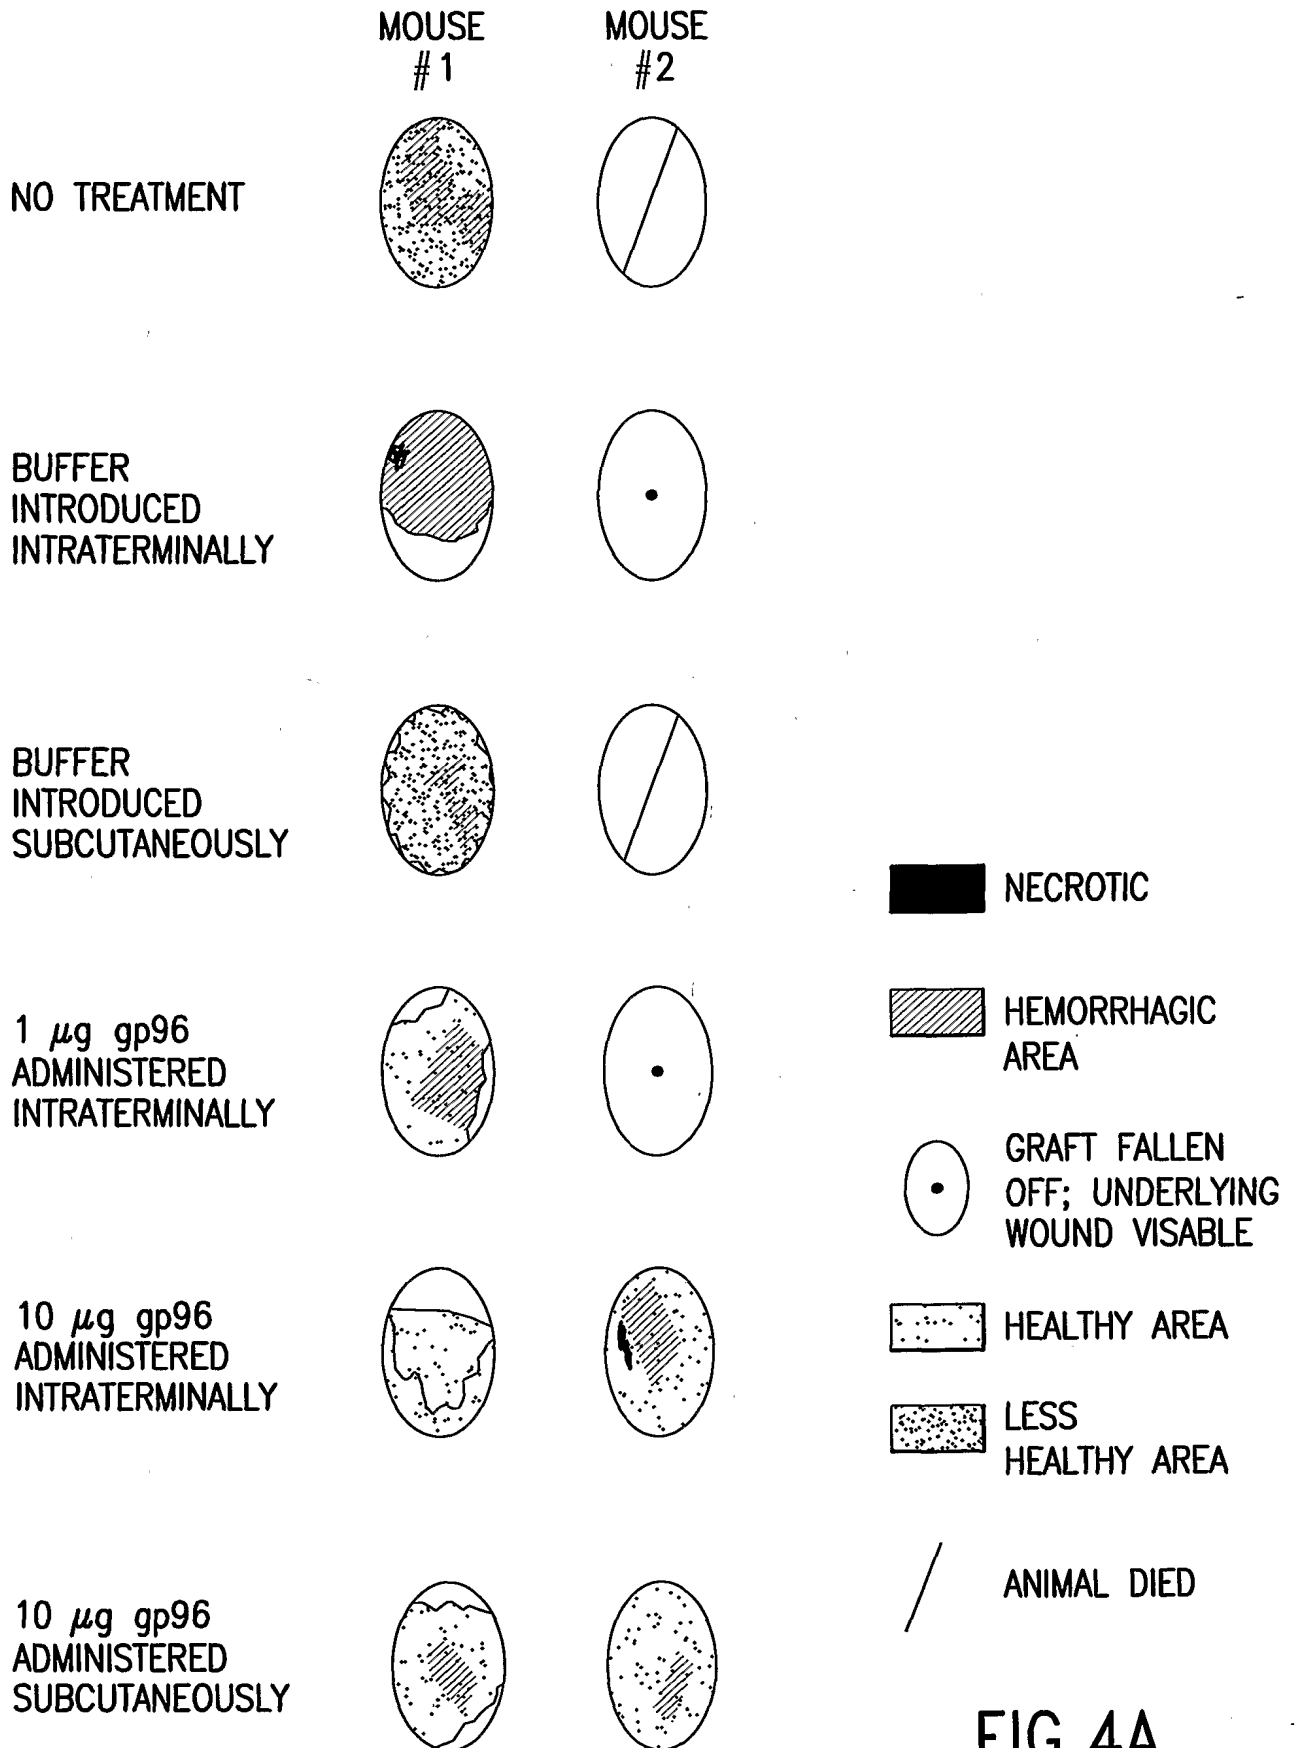 MOUSE #1
MOUSE #2
NO TREATMENT
BUFFER
INTRODUCED
INTRATERMINALLY
BUFFER
INTRODUCED
SUBCUTANEOUSLY
1 μg gp96
ADMINISTERED
INTRATERMINALLY
10 μg gp96
ADMINISTERED
INTRATERMINALLY
10 μg gp96
ADMINISTERED
SUBCUTANEOUSLY
NECROTIC
HEMORRHAGIC
AREA
GRAFT FALLEN
OFF; UNDERLYING
WOUND VISABLE
HEALTHY AREA
LESS
HEALTHY AREA
ANIMAL DIED
FIG.4A